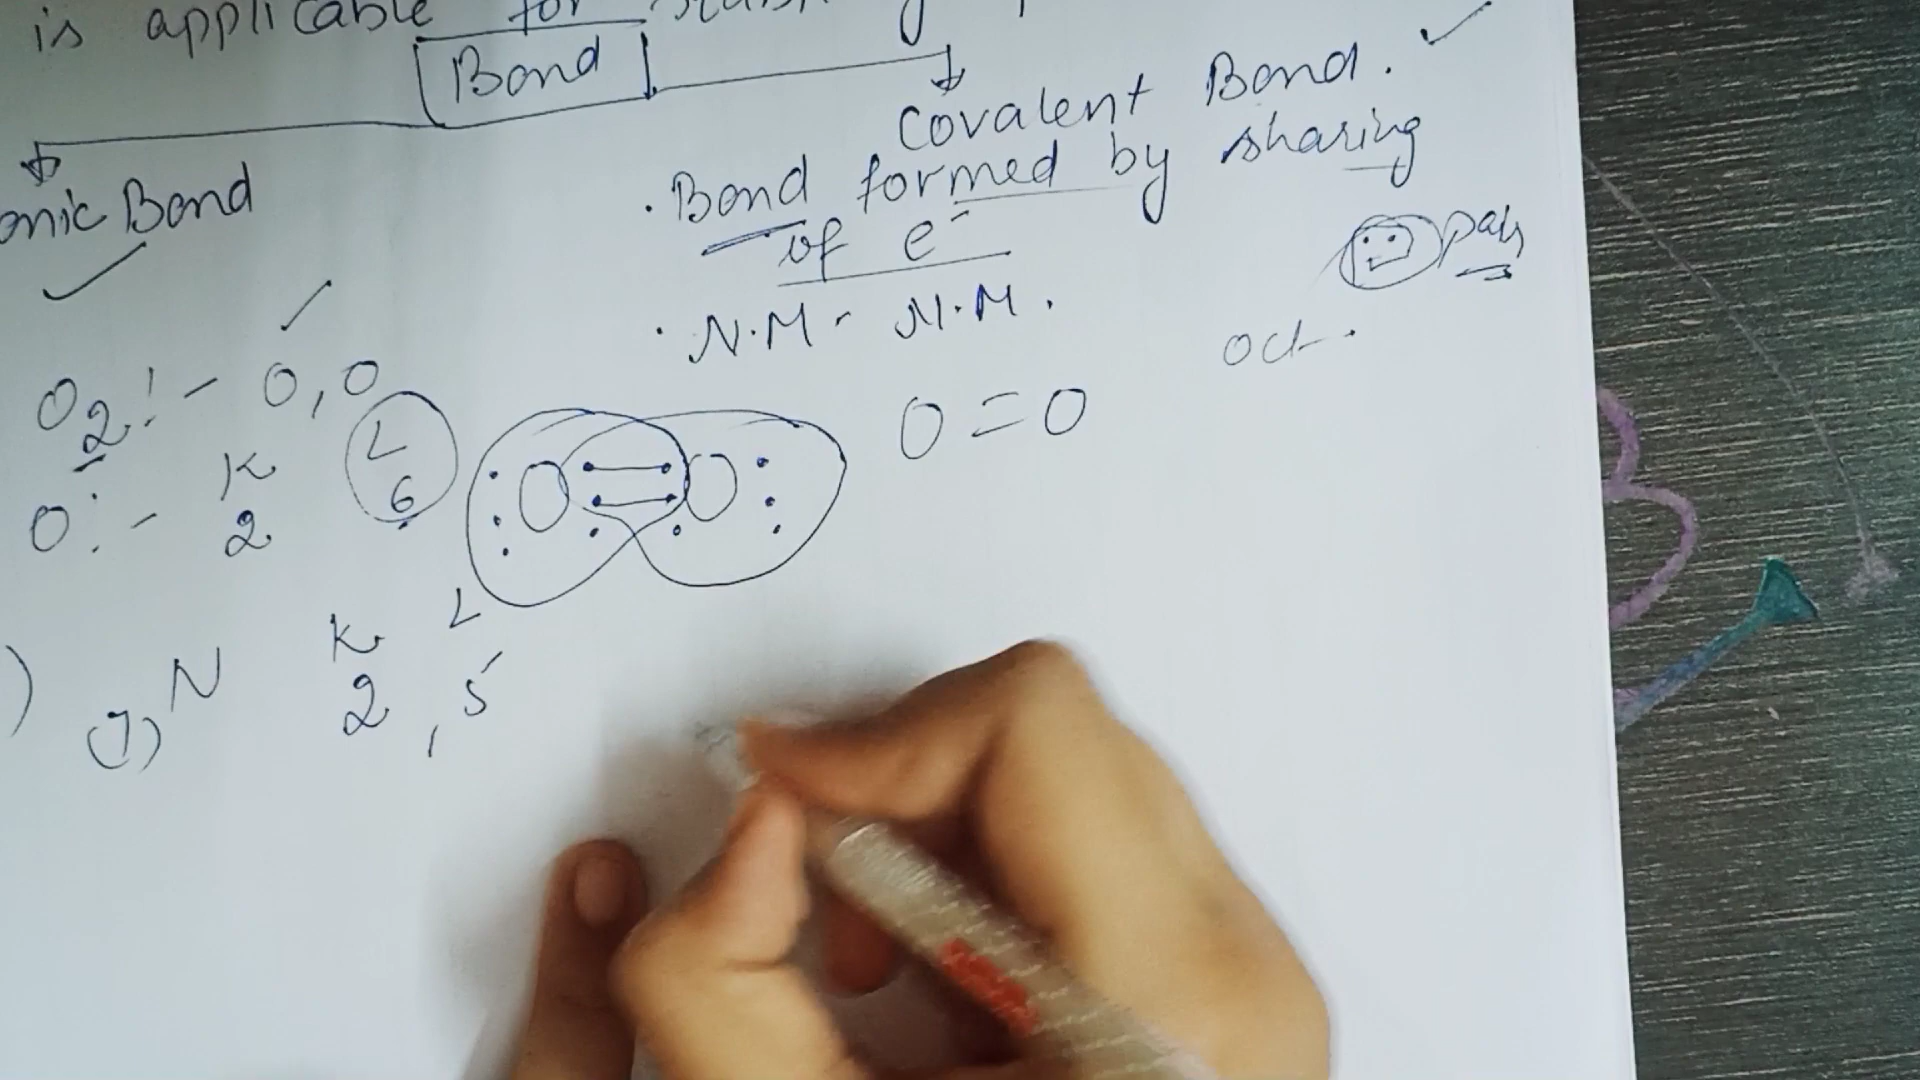 is applicable for
Bond
Covalent Bond.
onic Bond
. Bond formed by sharing
of e-
. N.M - N.M.
Oct.
O2 :- O, O
O = O
K L
O :- 2 6
O O
K L
(7) N 2, 5